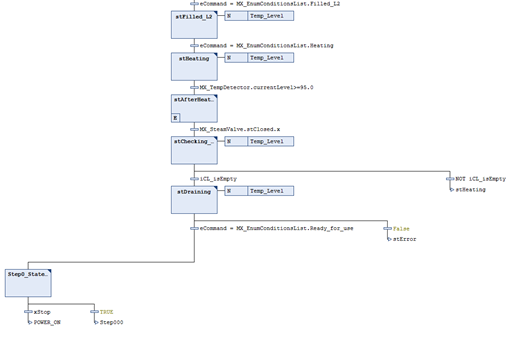 eCommand = MX_EnumConditionsList.Filled_L2
stFilled_L2 N Temp_Level
eCommand = MX_EnumConditionsList.Heating
stHeating N Temp_Level
MX_TempDetector.currentLevel>=95.0
stAfterHeat…
E
MX_SteamValve.stClosed.x
stChecking_… N Temp_Level
iCL_isEmpty NOT iCL_isEmpty
stHeating
stDraining N Temp_Level
eCommand = MX_EnumConditionsList.Ready_for_use False
stError
Step0_State…
xStop TRUE
POWER_ON Step000